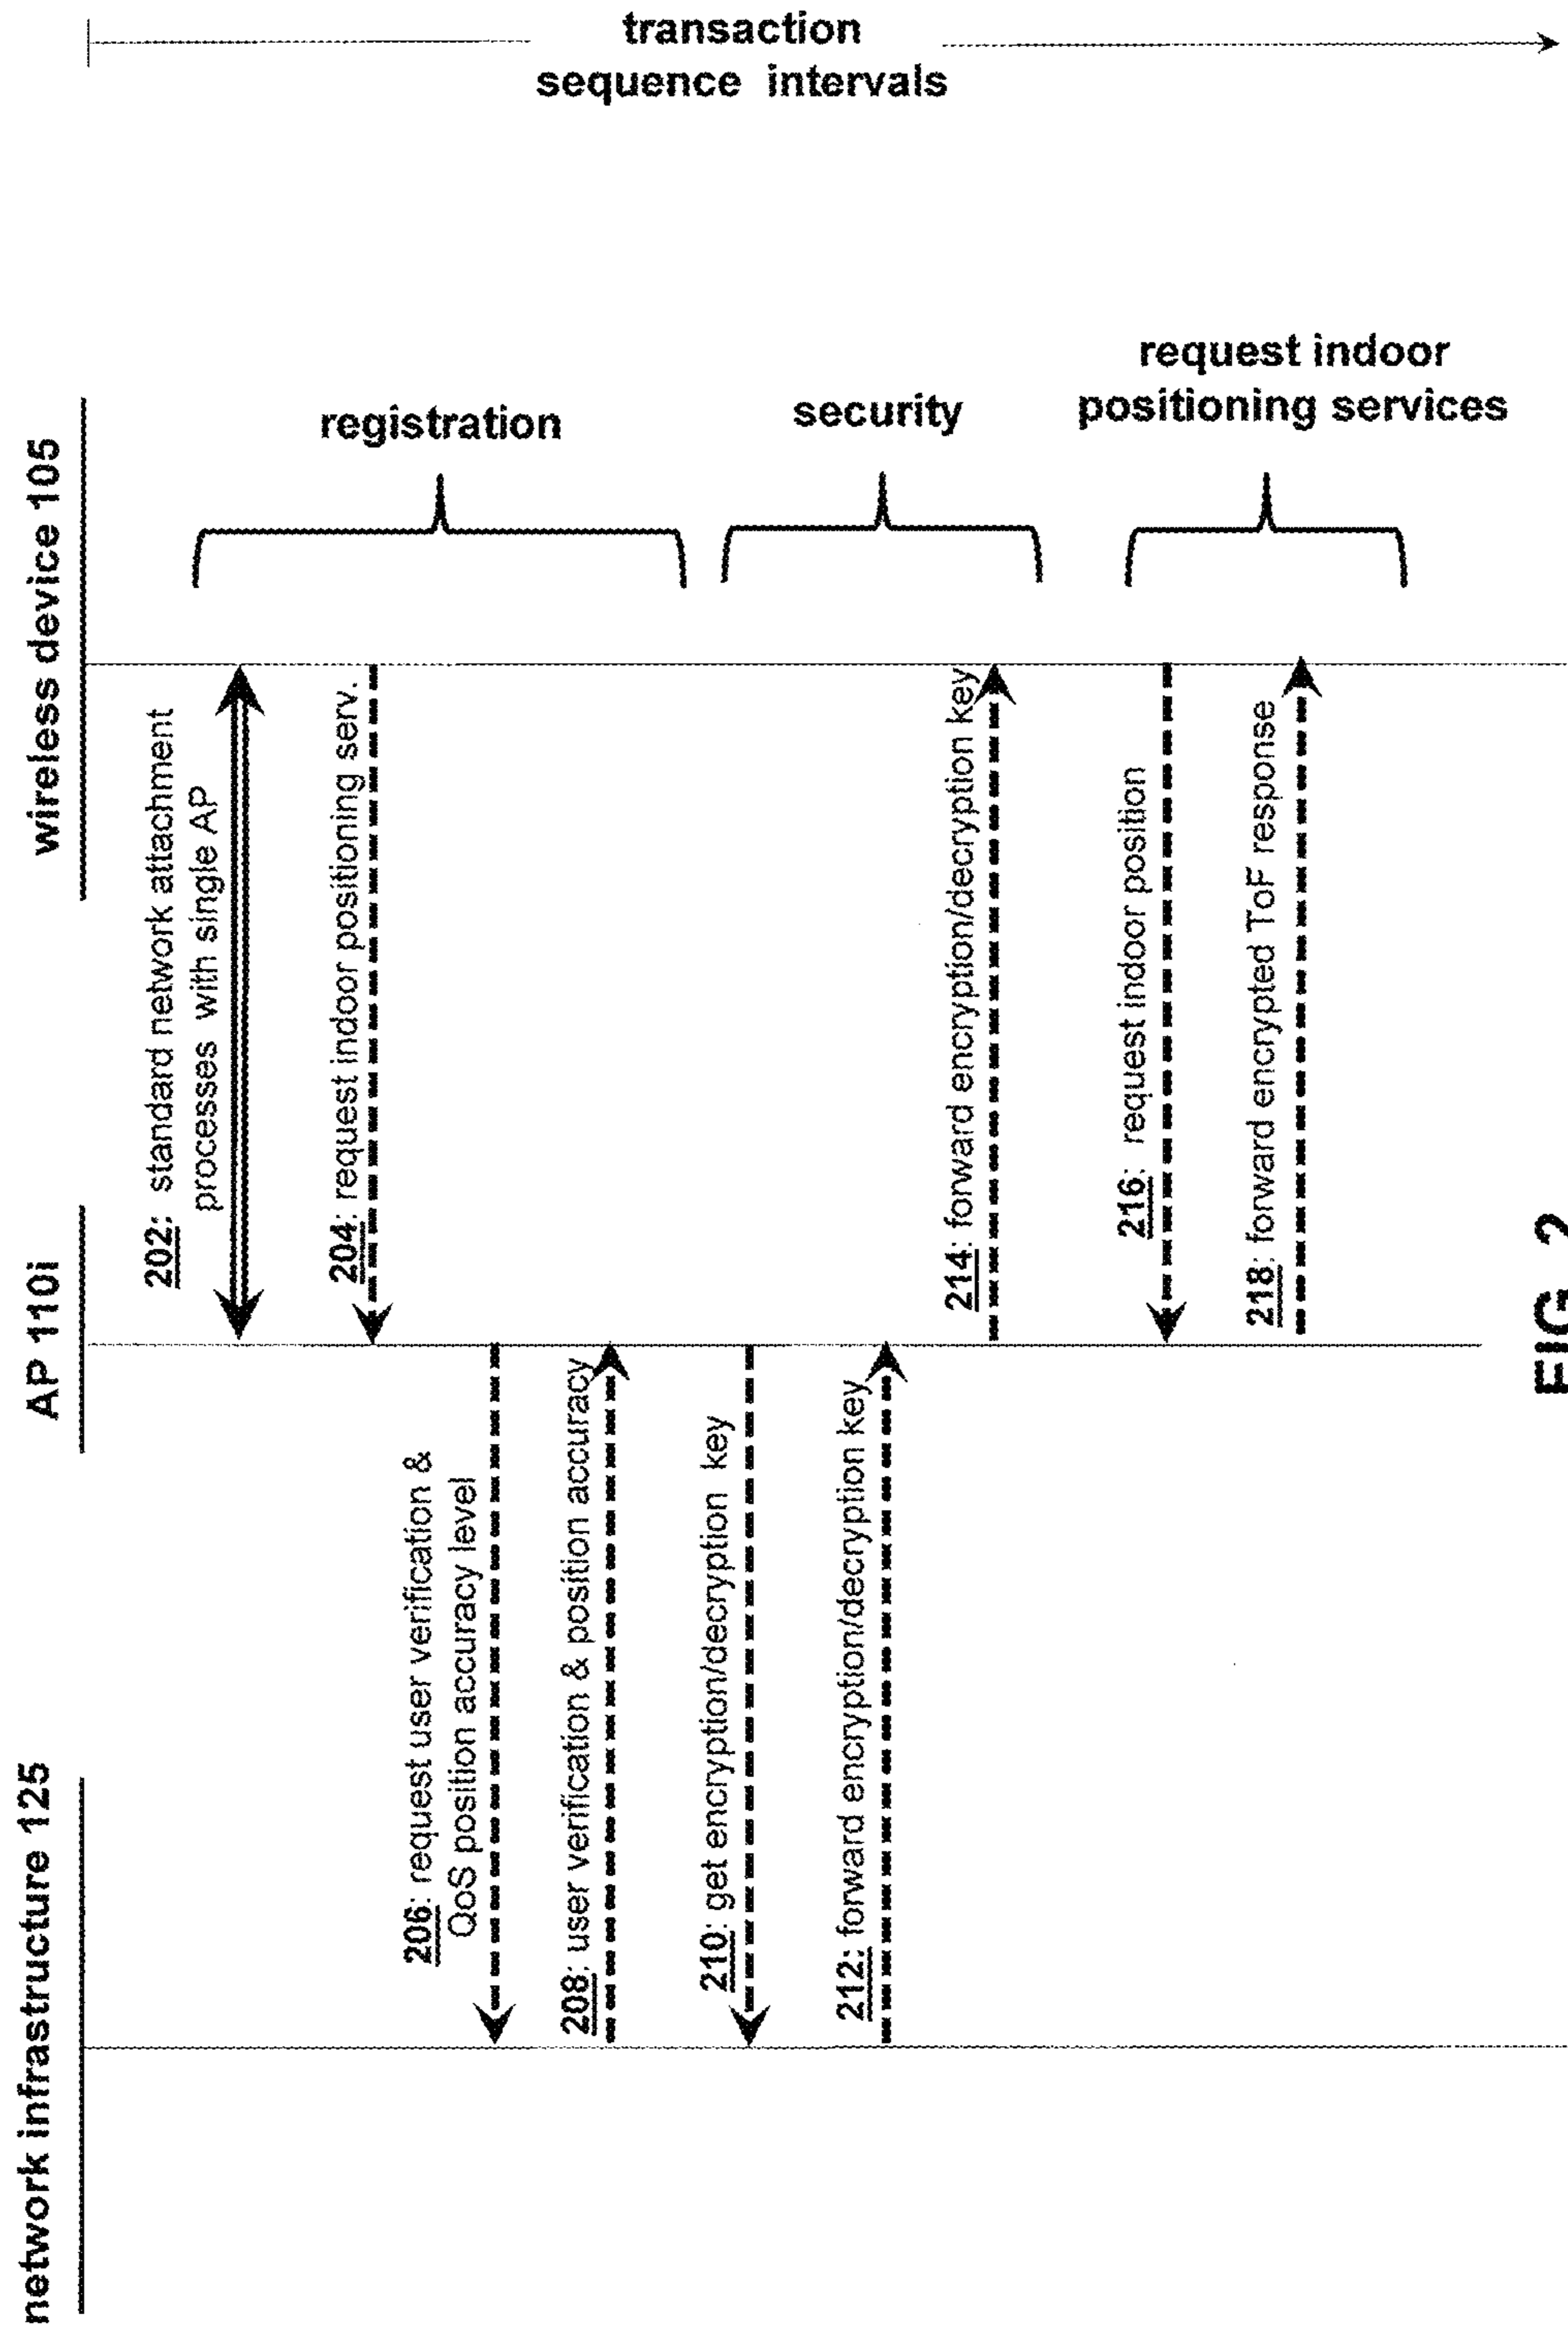 transaction
sequence intervals
network infrastructure 125
AP 110i
wireless device 105
202: standard network attachment
processes with single AP
registration
204: request indoor positioning serv.
206: request user verification &
QoS position accuracy level
208: user verification & position accuracy
210: get encryption/decryption key
security
212: forward encryption/decryption key
214: forward encryption/decryption key
request indoor
positioning services
216: request indoor position
218: forward encrypted ToF response
FIG. 2